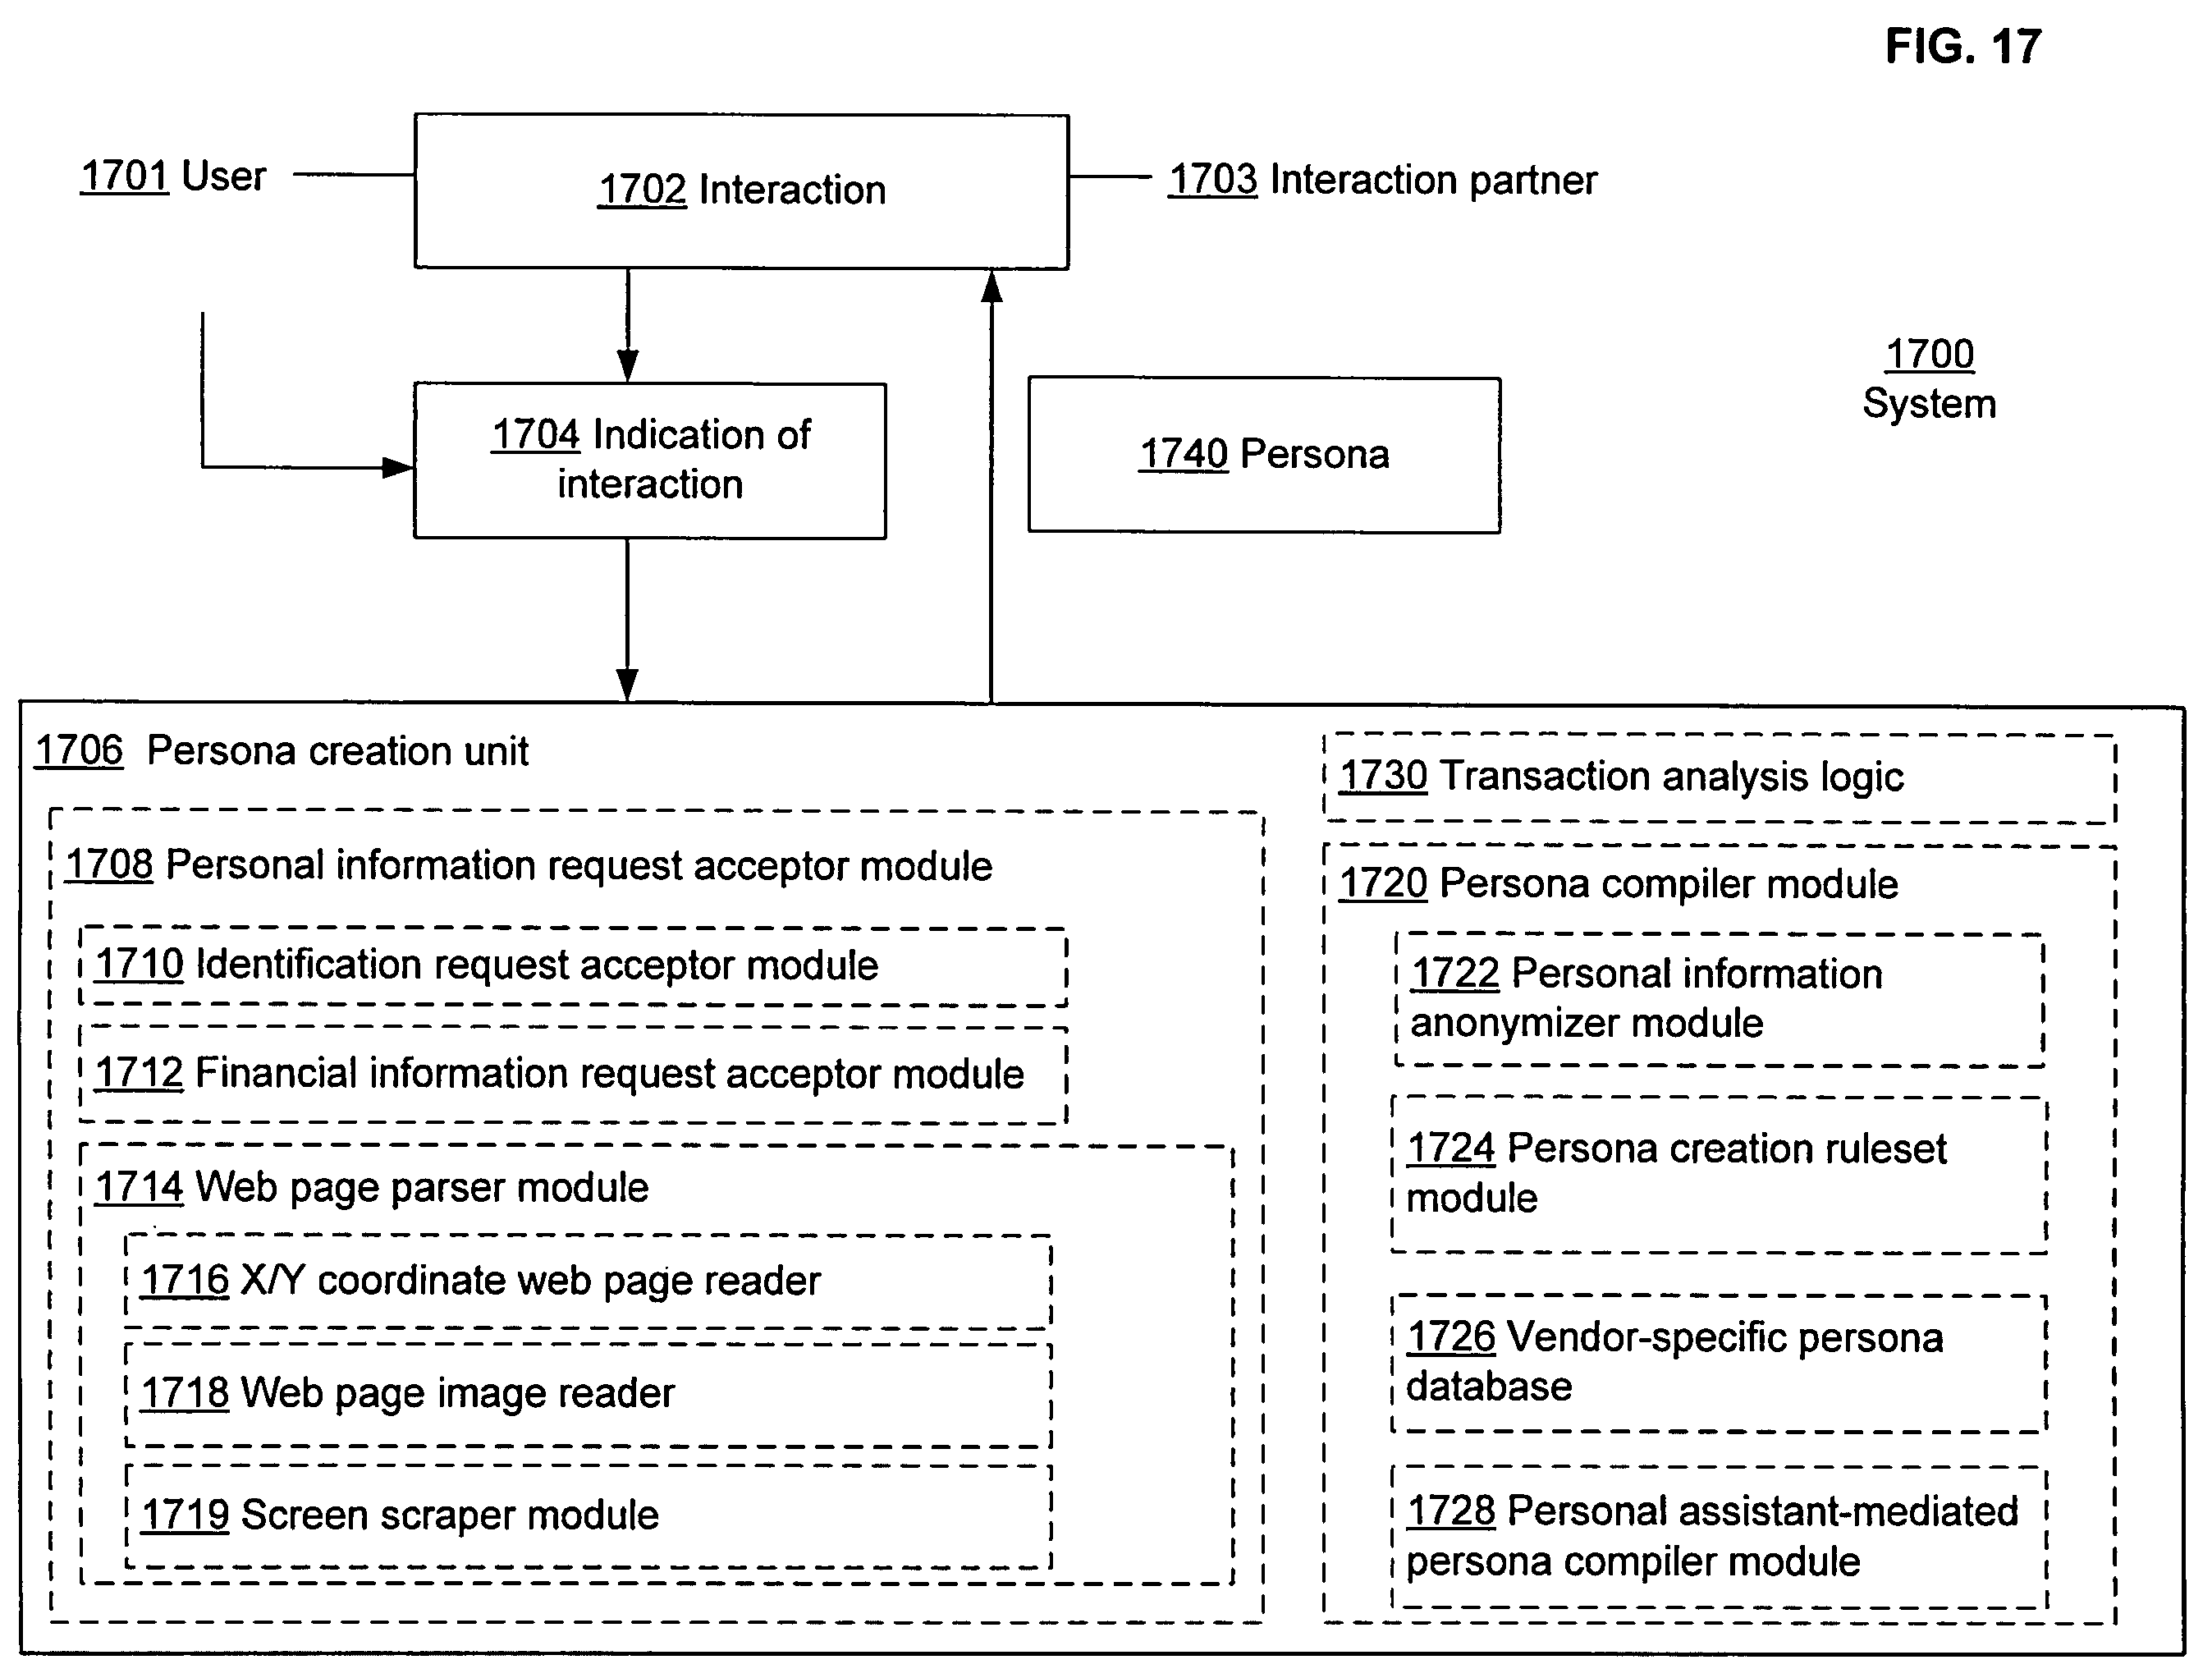 FIG. 17
1701 User
1702 Interaction
1703 Interaction partner
1700
System
1704 Indication of
interaction
1740 Persona
1706 Persona creation unit
1708 Personal information request acceptor module
1710 Identification request acceptor module
1712 Financial information request acceptor module
1714 Web page parser module
1716 X/Y coordinate web page reader
1718 Web page image reader
1719 Screen scraper module
1730 Transaction analysis logic
1720 Persona compiler module
1722 Personal information
anonymizer module
1724 Persona creation ruleset
module
1726 Vendor-specific persona
database
1728 Personal assistant-mediated
persona compiler module